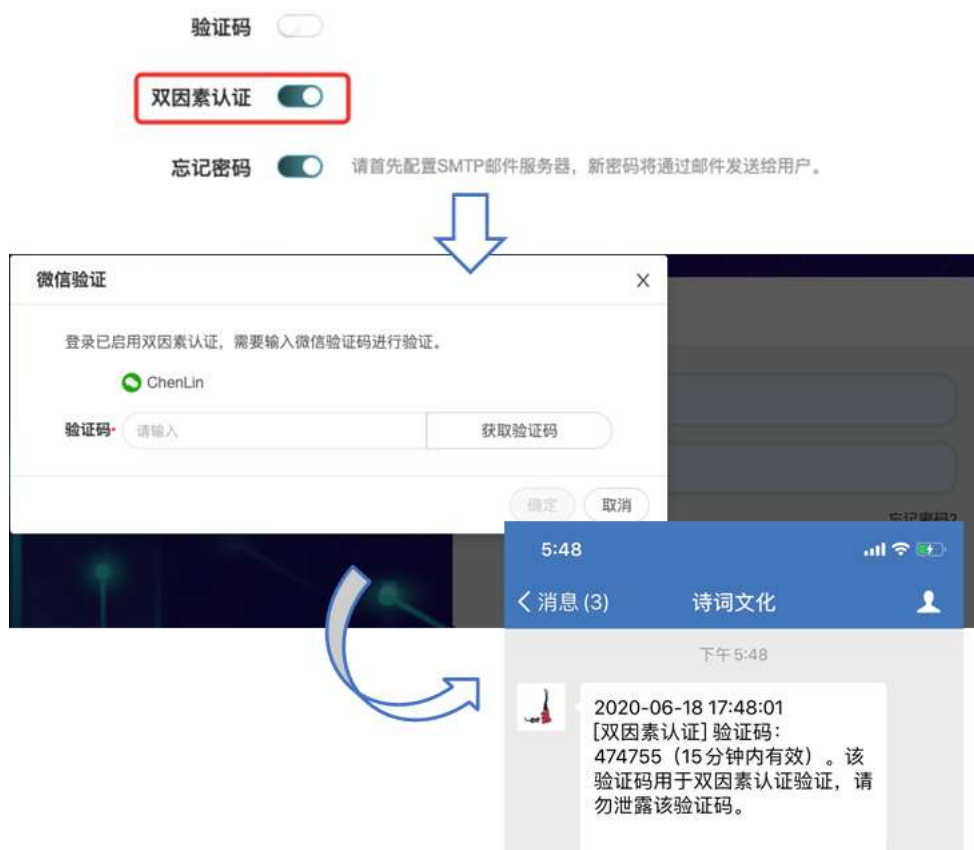 验证码
双因素认证
忘记密码 请首先配置SMTP邮件服务器，新密码将通过邮件发送给用户。
微信验证 X
登录已启用双因素认证，需要输入微信验证码进行验证。
ChenLin
验证码• 请输入 获取验证码
确定 取消
忘记密码?
5:48
消息 (3) 诗词文化
下午 5:48
2020-06-18 17:48:01
[双因素认证] 验证码：
474755（15分钟内有效）。该
验证码用于双因素认证验证，请
勿泄露该验证码。